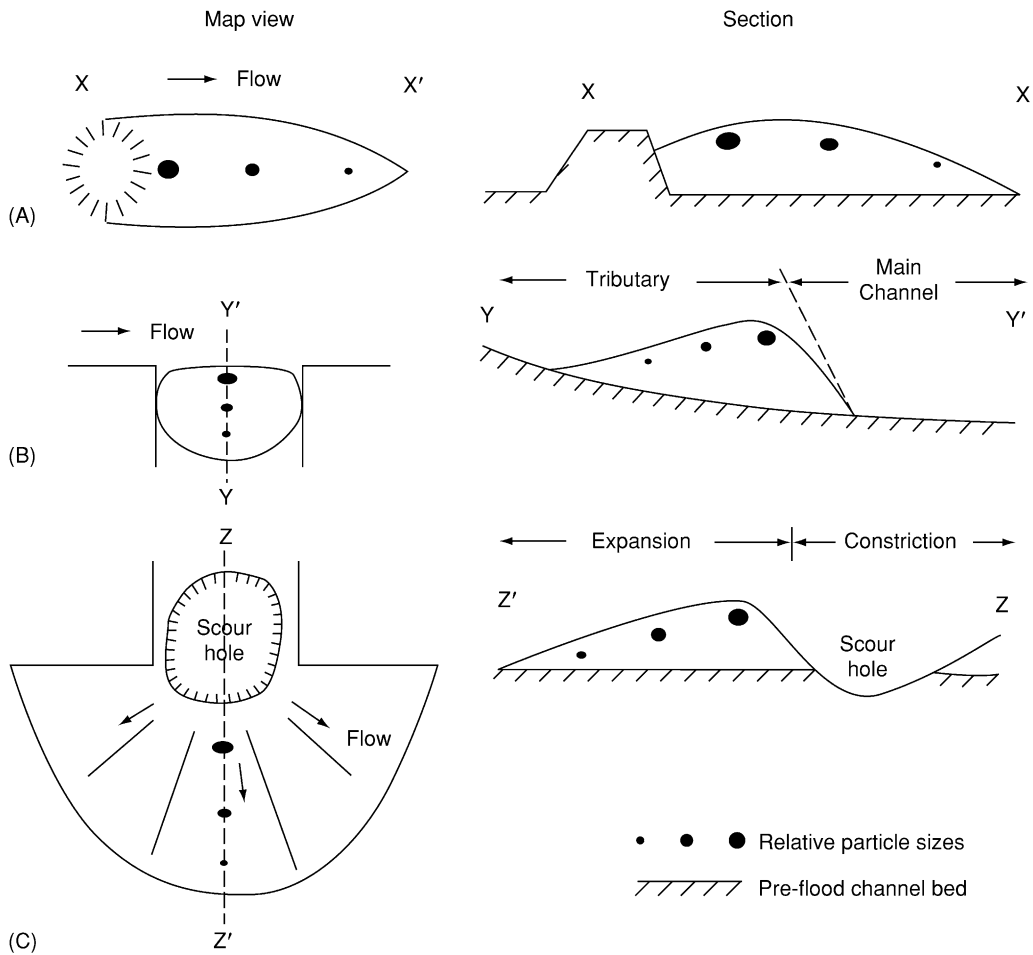 Map view
Section
X
Flow
X′
X
X
(A)
Tributary
Main
Channel
Y′
Flow
Y
Y′
(B)
Y
Z
Expansion
Constriction
Z′
Z
Scour
hole
Scour
hole
Flow
Relative particle sizes
Pre-flood channel bed
(C)
Z′